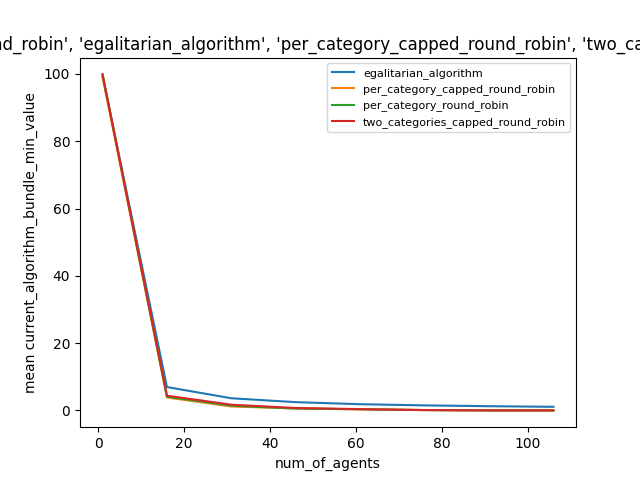 d_robin', 'egalitarian_algorithm', 'per_category_capped_round_robin', 'two_ca
egalitarian_algorithm
per_category_capped_round_robin
per_category_round_robin
two_categories_capped_round_robin
mean current_algorithm_bundle_min_value
100
80
60
40
20
0
0 20 40 60 80 100
num_of_agents